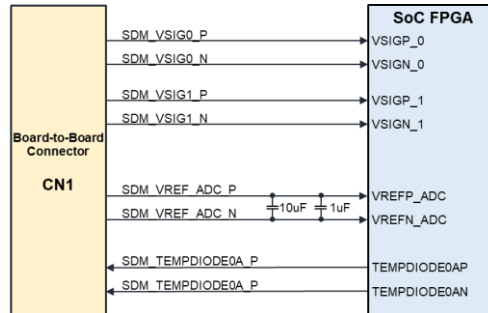 SoC FPGA
SDM_VSIG0_P
VSIGP_0
SDM_VSIG0_N
VSIGN_0
SDM_VSIG1_P
VSIGP_1
SDM_VSIG1_N
VSIGN_1
Board-to-Board
Connector
CN1
SDM_VREF_ADC_P
VREFP_ADC
10uF
1uF
SDM_VREF_ADC_N
VREFN_ADC
SDM_TEMPDIODE0A_P
TEMPDIODE0AP
SDM_TEMPDIODE0A_P
TEMPDIODE0AN